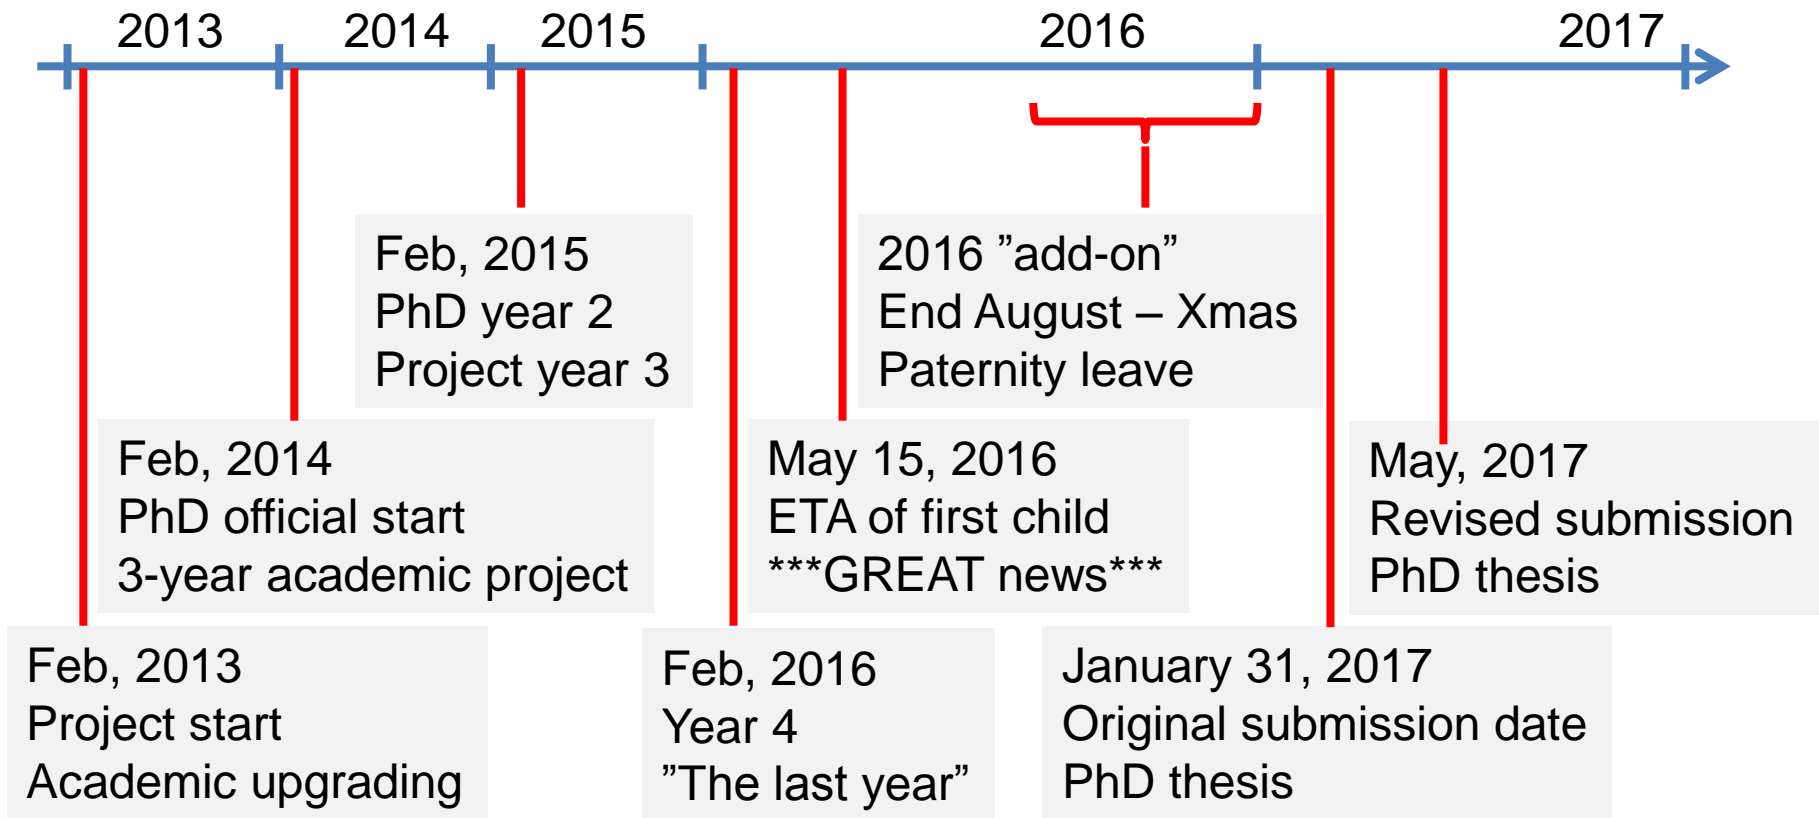 2013
2014
2015
2016
2017
Feb, 2015
PhD year 2
Project year 3
2016 ”add-on”
End August – Xmas
Paternity leave
Feb, 2014
PhD official start
3-year academic project
May 15, 2016
ETA of first child
***GREAT news***
May, 2017
Revised submission
PhD thesis
Feb, 2013
Project start
Academic upgrading
Feb, 2016
Year 4
”The last year”
January 31, 2017
Original submission date
PhD thesis